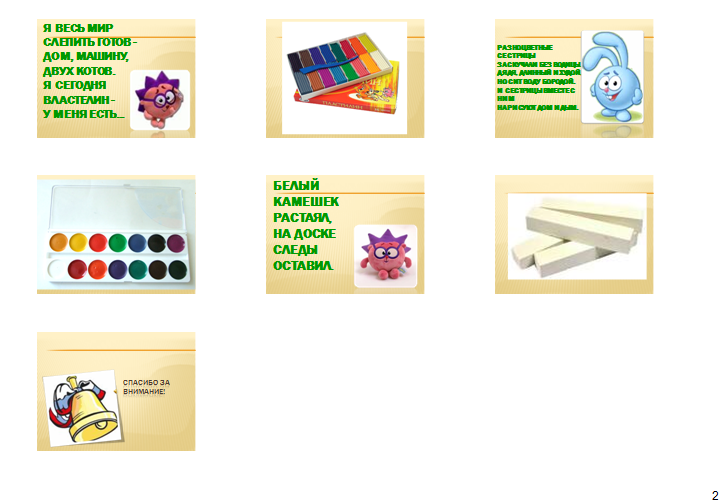 Я ВЕСЬ МИР
СЛЕПИТЬ ГОТОВ -
ДОМ, МАШИНУ,
ДВУХ КОТОВ.
Я СЕГОДНЯ
ВЛАСТЕЛИН -
У МЕНЯ ЕСТЬ...
РАЗНОЦВЕТНЫЕ
СЕСТРИЦЫ
ЗАСКУЧАЛИ БЕЗ ВОДИЦЫ.
ДЯДЯ, ДЛИННЫЙ И ХУДОЙ,
НОСИТ ВОДУ БОРОДОЙ.
И СЕСТРИЦЫ ВМЕСТЕ С
НИМ
НАРИСУЮТ ДОМ И ДЫМ.
БЕЛЫЙ
КАМЕШЕК
РАСТАЯЛ,
НА ДОСКЕ
СЛЕДЫ
ОСТАВИЛ.
СПАСИБО ЗА
ВНИМАНИЕ!
2